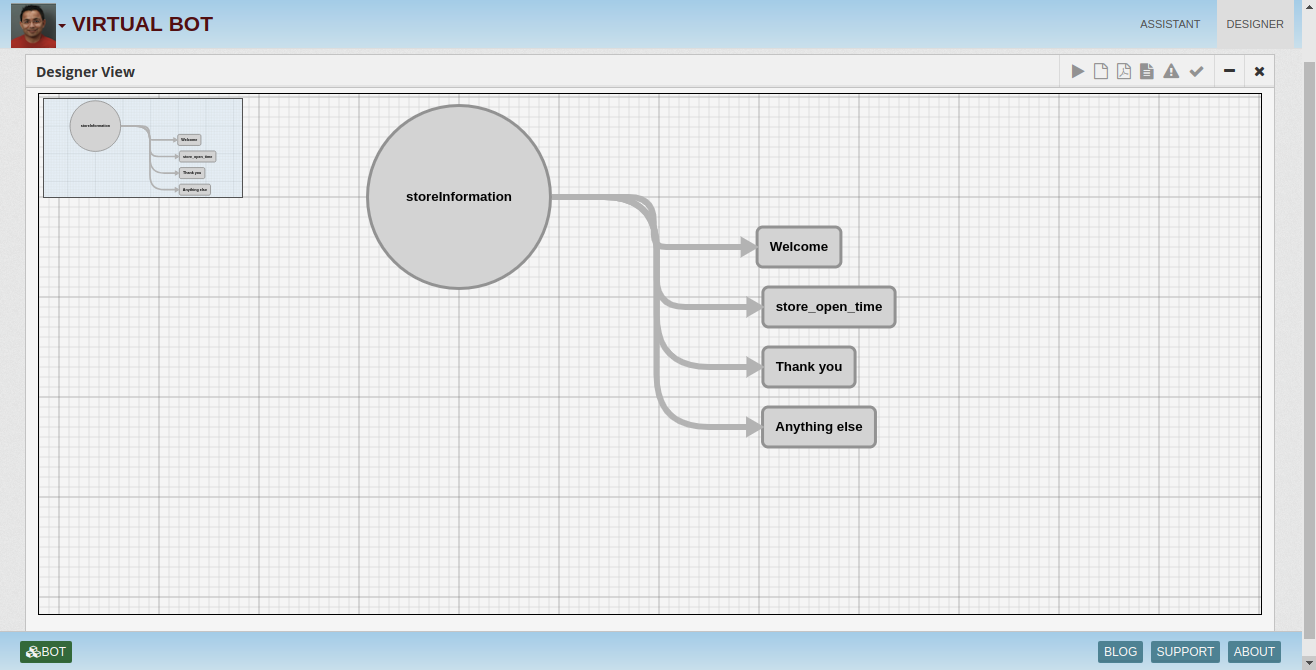 VIRTUAL BOT
ASSISTANT
DESIGNER
Designer View
storeInformation
Welcome
store_open_time
Thank you
Anything else
storeInformation
Welcome
store_open_time
Thank you
Anything else
BOT
BLOG
SUPPORT
ABOUT